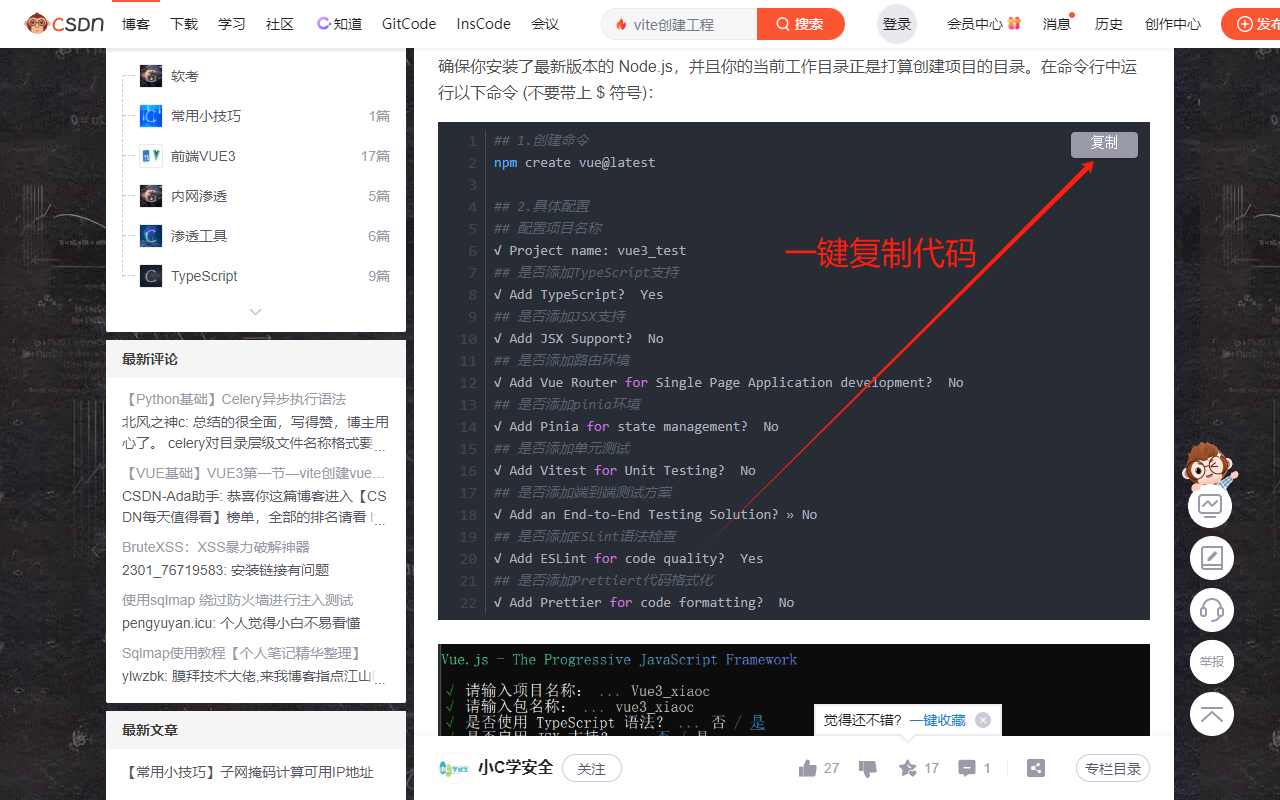 CSDN 博客 下载 学习 社区 C知道 GitCode InsCode 会议 vite创建工程 搜索 登录 会员中心 消息 历史 创作中心 发布
软考
常用小技巧 1篇
前端VUE3 17篇
内网渗透 5篇
渗透工具 6篇
TypeScript 9篇
最新评论
【Python基础】Celery异步执行语法
北风之神c: 总结的很全面，写得赞，博主用
心了。 celery对目录层级文件名称格式要...
【VUE基础】VUE3第一节—vite创建vue...
CSDN-Ada助手: 恭喜你这篇博客进入【CS
DN每天值得看】榜单，全部的排名请看 ...
BruteXSS：XSS暴力破解神器
2301_76719583: 安装链接有问题
使用sqlmap 绕过防火墙进行注入测试
pengyuyan.icu: 个人觉得小白不易看懂
Sqlmap使用教程【个人笔记精华整理】
ylwzbk: 膜拜技术大佬,来我博客指点江山...
最新文章
【常用小技巧】子网掩码计算可用IP地址
确保你安装了最新版本的 Node.js，并且你的当前工作目录正是打算创建项目的目录。在命令行中运
行以下命令 (不要带上 $ 符号)：
复制
1 ## 1.创建命令
2 npm create vue@latest
3
4 ## 2.具体配置
5 ## 配置项目名称
6 √ Project name: vue3_test
一键复制代码
7 ## 是否添加TypeScript支持
8 √ Add TypeScript?  Yes
9 ## 是否添加JSX支持
10 √ Add JSX Support?  No
11 ## 是否添加路由环境
12 √ Add Vue Router for Single Page Application development?  No
13 ## 是否添加pinia环境
14 √ Add Pinia for state management?  No
15 ## 是否添加单元测试
16 √ Add Vitest for Unit Testing?  No
17 ## 是否添加端到端测试方案
18 √ Add an End-to-End Testing Solution? » No
19 ## 是否添加ESLint语法检查
20 √ Add ESLint for code quality?  Yes
21 ## 是否添加Prettiert代码格式化
22 √ Add Prettier for code formatting?  No
Vue.js - The Progressive JavaScript Framework
√ 请输入项目名称： ... Vue3_xiaoc
√ 请输入包名称： ... vue3_xiaoc
√ 是否使用 TypeScript 语法？ ... 否 / 是
觉得还不错? 一键收藏
小C学安全 关注 27 17 1 专栏目录
举报